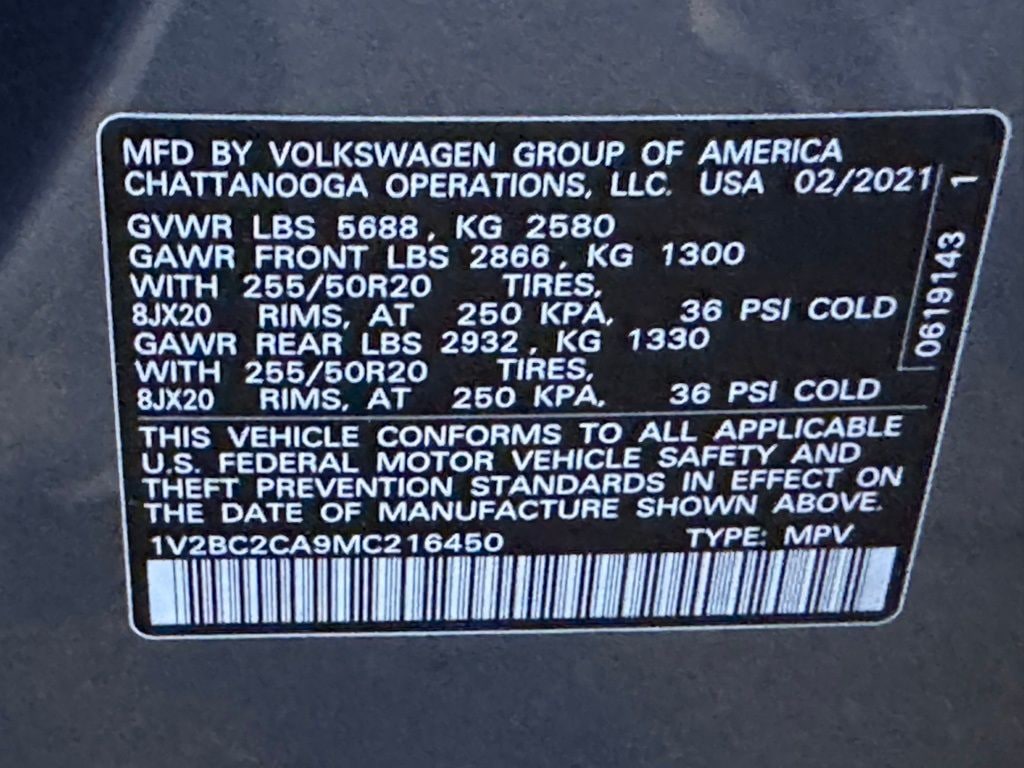 MFD BY VOLKSWAGEN GROUP OF AMERICA
CHATTANOOGA OPERATIONS, LLC. USA 02/2021
GVWR LBS 5688, KG 2580
GAWR FRONT LBS 2866, KG 1300
WITH 255/50R20 TIRES,
8JX20 RIMS, AT 250 KPA, 36 PSI COLD
GAWR REAR LBS 2932, KG 1330
WITH 255/50R20 TIRES,
8JX20 RIMS, AT 250 KPA, 36 PSI COLD
THIS VEHICLE CONFORMS TO ALL APPLICABLE
U.S. FEDERAL MOTOR VEHICLE SAFETY AND
THEFT PREVENTION STANDARDS IN EFFECT ON
THE DATE OF MANUFACTURE SHOWN ABOVE.
1V2BC2CA9MC216450 TYPE: MPV
0619143 1